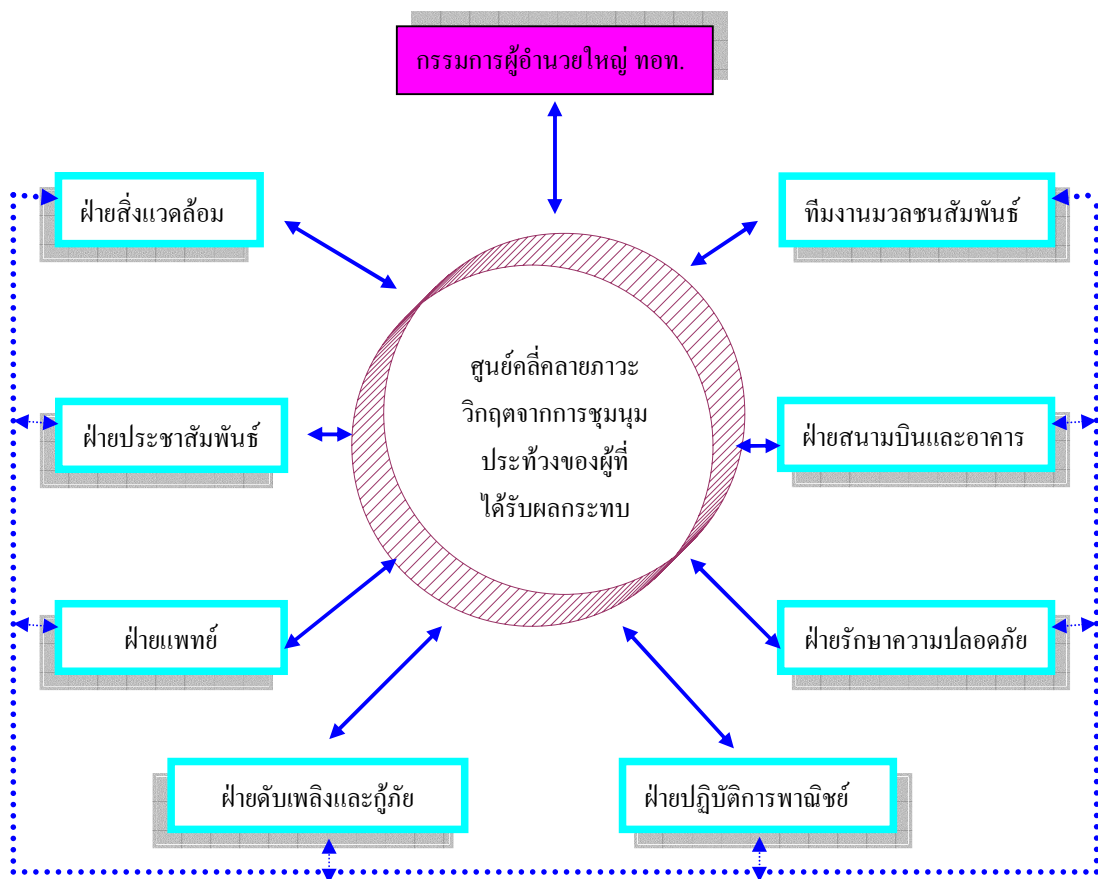 กรรมการผู้อำนวยใหญ่ ทอท.
ฝ่ายสิ่งแวดล้อม
ทีมงานมวลชนสัมพันธ์
ศูนย์คลี่คลายภาวะ
วิกฤตจากการชุมนุม
ประท้วงของผู้ที่
ได้รับผลกระทบ
ฝ่ายประชาสัมพันธ์
ฝ่ายสนามบินและอาคาร
ฝ่ายแพทย์
ฝ่ายรักษาความปลอดภัย
ฝ่ายดับเพลิงและกู้ภัย
ฝ่ายปฏิบัติการพาณิชย์